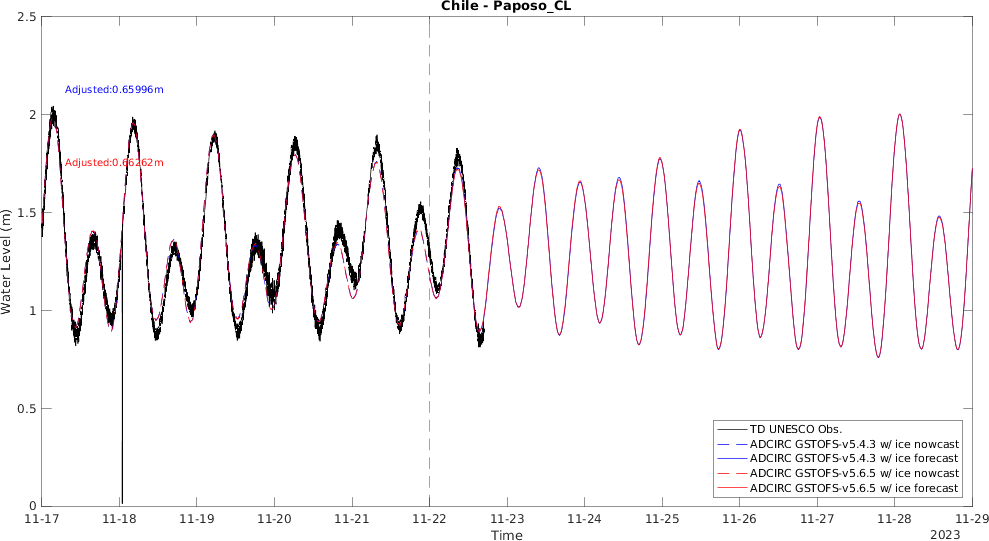 Chile - Paposo_CL
2.5
2
1.5
1
0.5
0
Water Level (m)
Adjusted:0.65996m
Adjusted:0.66262m
TD UNESCO Obs.
ADCIRC GSTOFS-v5.4.3 w/ ice nowcast
ADCIRC GSTOFS-v5.4.3 w/ ice forecast
ADCIRC GSTOFS-v5.6.5 w/ ice nowcast
ADCIRC GSTOFS-v5.6.5 w/ ice forecast
11-17 11-18 11-19 11-20 11-21 11-22 11-23 11-24 11-25 11-26 11-27 11-28 11-29
Time
2023